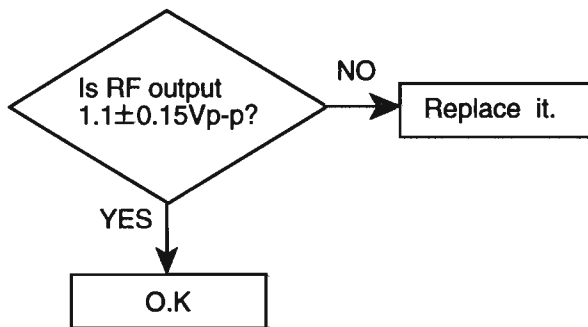 Is RF output
1.1±0.15Vp-p?
NO
Replace it.
YES
O.K